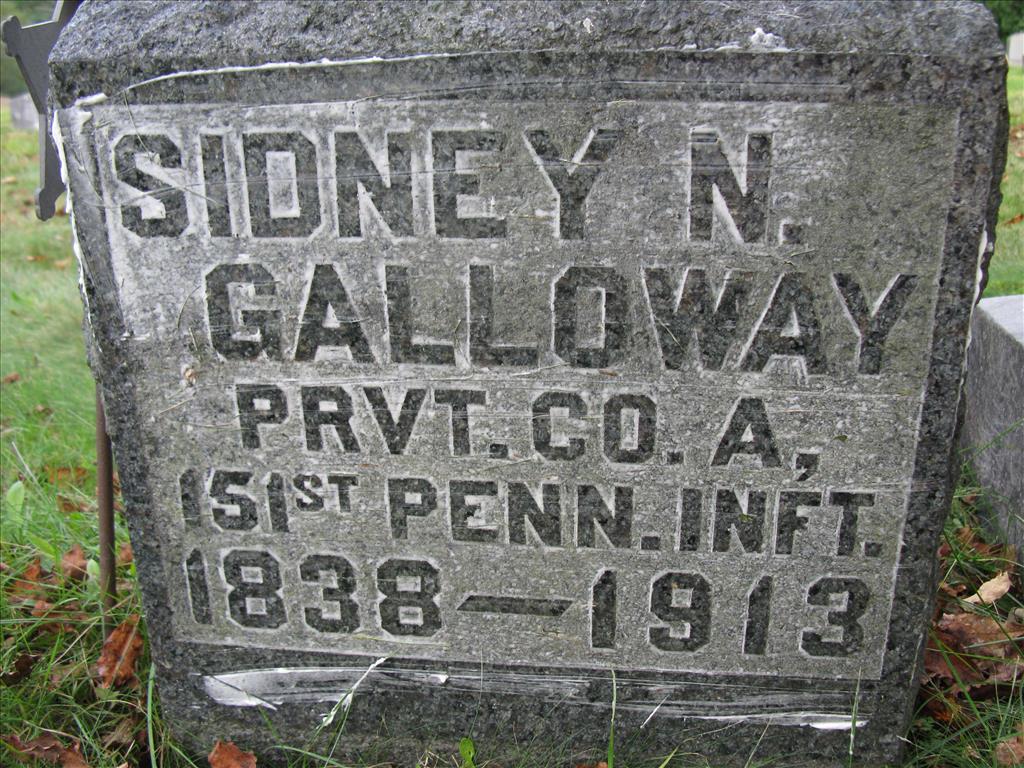 SIDNEY N.
GALLOWAY
PRVT. CO. A,
151ST PENN. INFT.
1838 — 1913